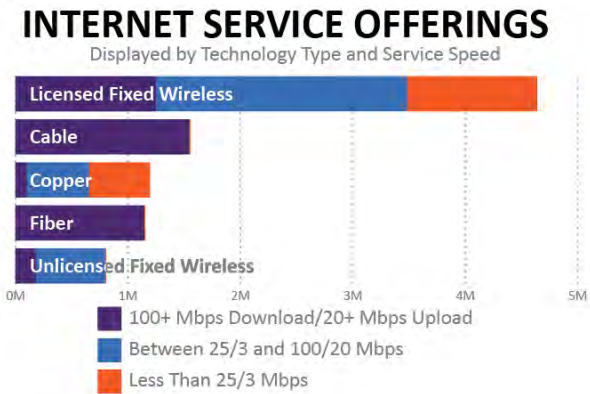 INTERNET SERVICE OFFERINGS
Displayed by Technology Type and Service Speed
Licensed Fixed Wireless
Cable
Copper
Fiber
Unlicensed Fixed Wireless
0M 1M 2M 3M 4M 5M
100+ Mbps Download/20+ Mbps Upload
Between 25/3 and 100/20 Mbps
Less Than 25/3 Mbps